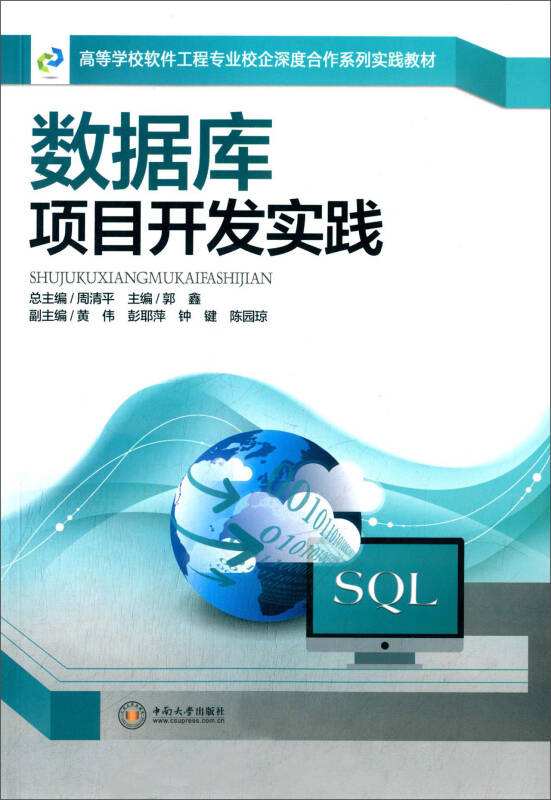 高等学校软件工程专业校企深度合作系列实践教材
数据库
项目开发实践
SHUJUKUXIANGMUKAIFASHIJIAN
总主编/周清平 主编/郭 鑫
副主编/黄 伟 彭耶萍 钟 键 陈园琼
01011
010110
SQL
中南大学出版社
www.csupress.com.cn